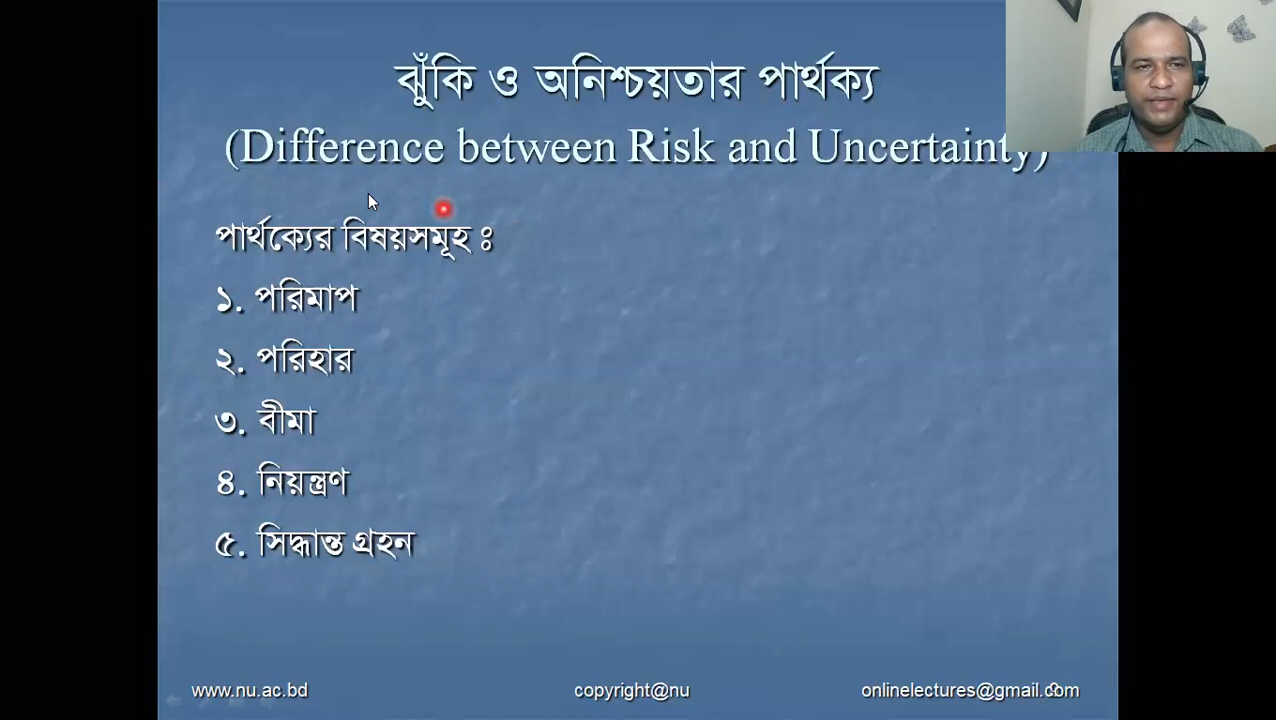 ঝুঁকি ও অনিশ্চয়তার পার্থক্য
(Difference between Risk and Uncertainty)
পার্থক্যের বিষয়সমূহ ঃ
১. পরিমাপ
২. পরিহার
৩. বীমা
৪. নিয়ন্ত্রণ
৫. সিদ্ধান্ত গ্রহন
www.nu.ac.bd copyright@nu onlinelectures@gmail.com